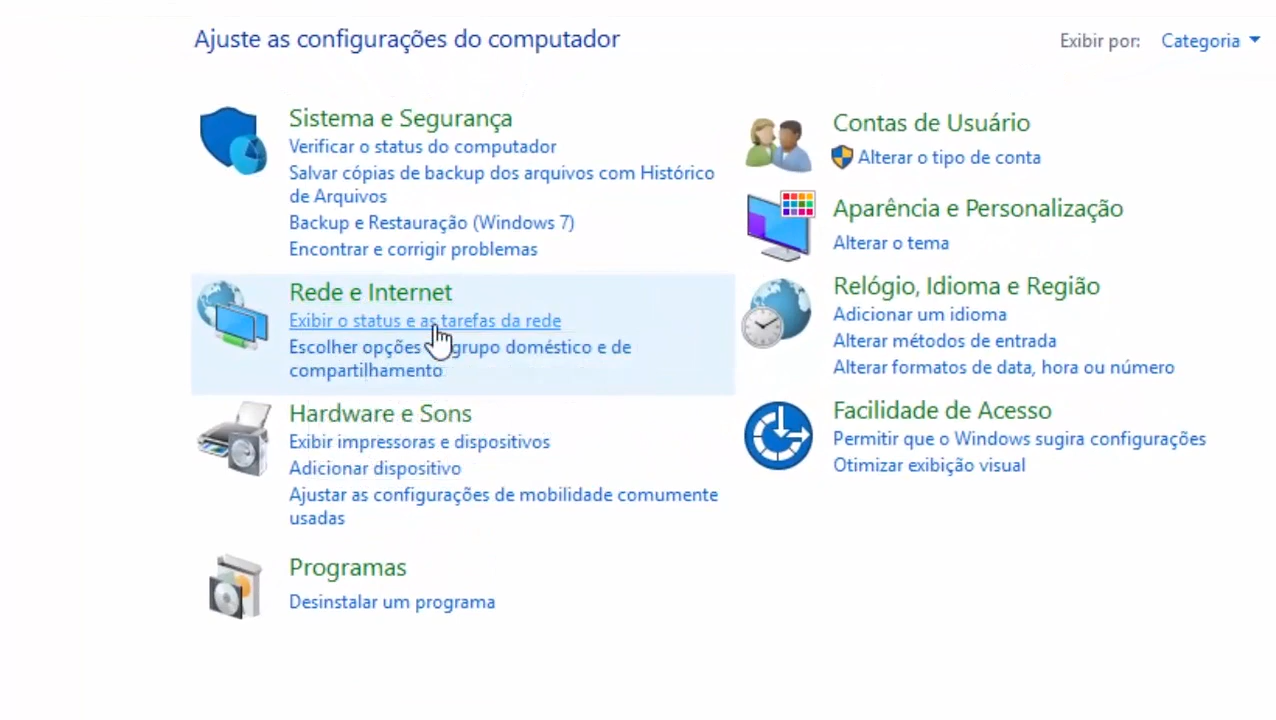 Ajuste as configurações do computador
Exibir por: Categoria
Sistema e Segurança
Verificar o status do computador
Salvar cópias de backup dos arquivos com Histórico
de Arquivos
Backup e Restauração (Windows 7)
Encontrar e corrigir problemas
Rede e Internet
Exibir o status e as tarefas da rede
Escolher opções grupo doméstico e de
compartilhamento
Hardware e Sons
Exibir impressoras e dispositivos
Adicionar dispositivo
Ajustar as configurações de mobilidade comumente
usadas
Programas
Desinstalar um programa
Contas de Usuário
Alterar o tipo de conta
Aparência e Personalização
Alterar o tema
Relógio, Idioma e Região
Adicionar um idioma
Alterar métodos de entrada
Alterar formatos de data, hora ou número
Facilidade de Acesso
Permitir que o Windows sugira configurações
Otimizar exibição visual